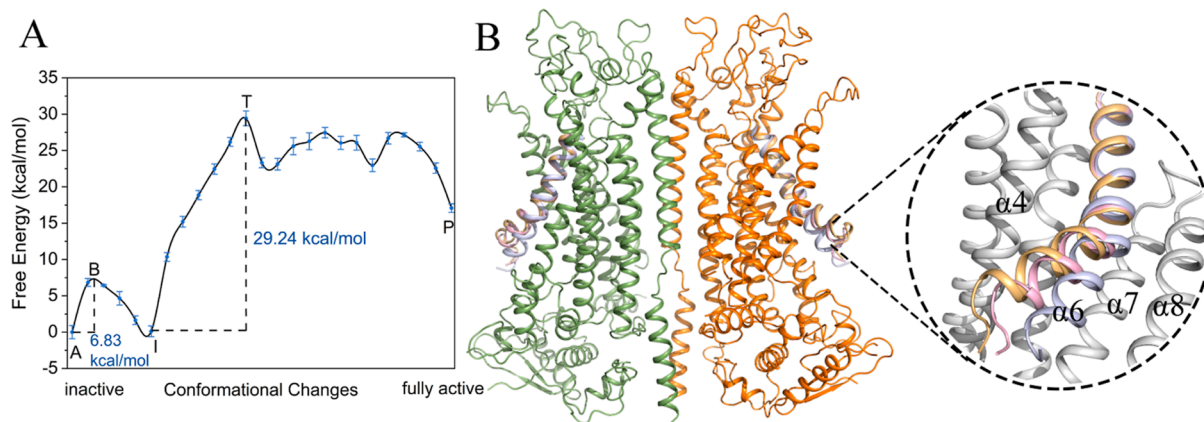 A
B
35
30
25
20
15
10
5
0
-5
Free Energy (kcal/mol)
T
B
P
29.24 kcal/mol
6.83
kcal/mol
A
I
inactive
Conformational Changes
fully active
α4
α6
α7
α8